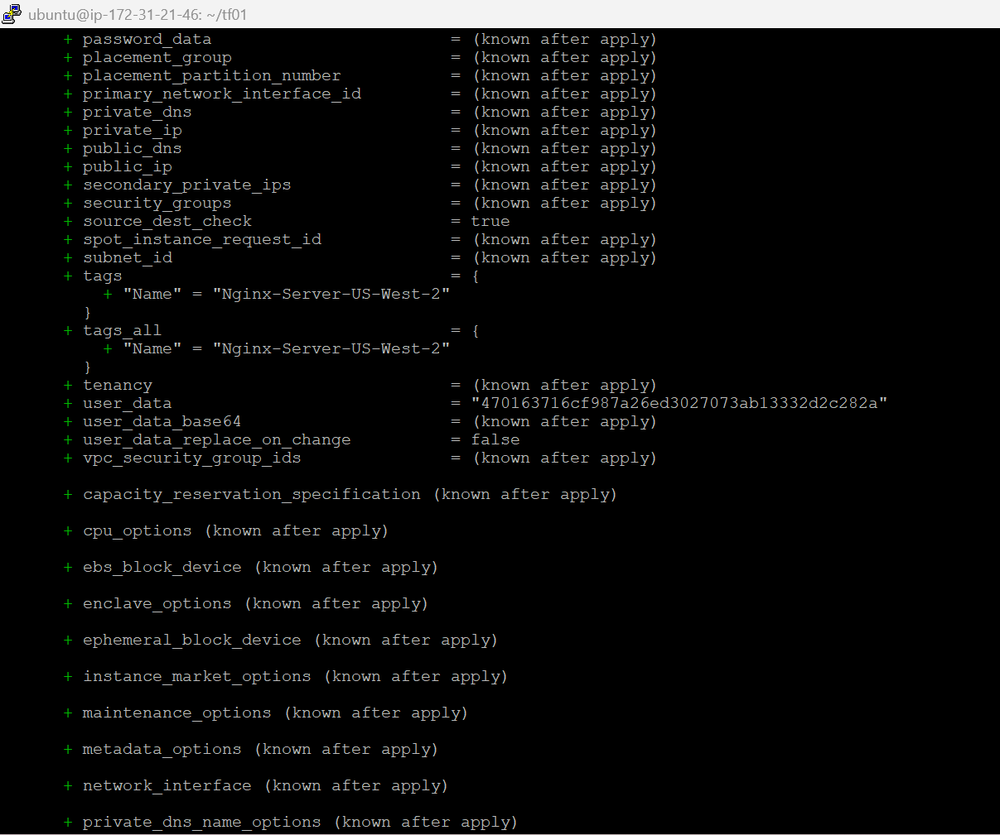 ubuntu@ip-172-31-21-46: ~/tf01
+ password_data = (known after apply)
+ placement_group = (known after apply)
+ placement_partition_number = (known after apply)
+ primary_network_interface_id = (known after apply)
+ private_dns = (known after apply)
+ private_ip = (known after apply)
+ public_dns = (known after apply)
+ public_ip = (known after apply)
+ secondary_private_ips = (known after apply)
+ security_groups = (known after apply)
+ source_dest_check = true
+ spot_instance_request_id = (known after apply)
+ subnet_id = (known after apply)
+ tags = {
+ "Name" = "Nginx-Server-US-West-2"
}
+ tags_all = {
+ "Name" = "Nginx-Server-US-West-2"
}
+ tenancy = (known after apply)
+ user_data = "470163716cf987a26ed3027073ab13332d2c282a"
+ user_data_base64 = (known after apply)
+ user_data_replace_on_change = false
+ vpc_security_group_ids = (known after apply)
+ capacity_reservation_specification (known after apply)
+ cpu_options (known after apply)
+ ebs_block_device (known after apply)
+ enclave_options (known after apply)
+ ephemeral_block_device (known after apply)
+ instance_market_options (known after apply)
+ maintenance_options (known after apply)
+ metadata_options (known after apply)
+ network_interface (known after apply)
+ private_dns_name_options (known after apply)